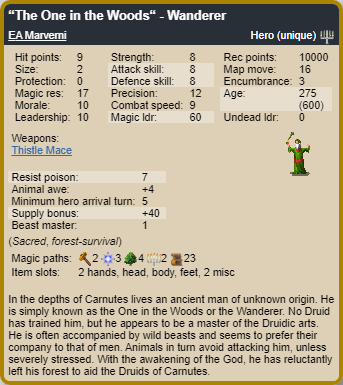 “The One in the Woods“ - Wanderer
EA Marverni Hero (unique)
Hit points: 9 Strength: 8 Rec points: 10000
Size: 2 Attack skill: 8 Map move: 16
Protection: 0 Defence skill: 8 Encumbrance: 3
Magic res: 17 Precision: 12 Age: 275
Morale: 10 Combat speed: 9 (600)
Leadership: 10 Magic ldr: 60 Undead ldr: 0
Weapons:
Thistle Mace
Resist poison: 7
Animal awe: +4
Minimum hero arrival turn: 5
Supply bonus: +40
Beast master: 1
(Sacred, forest-survival)
Magic paths: 2 3 4 2 23
Item slots: 2 hands, head, body, feet, 2 misc
In the depths of Carnutes lives an ancient man of unknown origin. He
is simply known as the One in the Woods or the Wanderer. No Druid
has trained him, but he appears to be a master of the Druidic arts.
He is often accompanied by wild beasts and seems to prefer their
company to that of men. Animals in turn avoid attacking him, unless
severely stressed. With the awakening of the God, he has reluctantly
left his forest to aid the Druids of Carnutes.